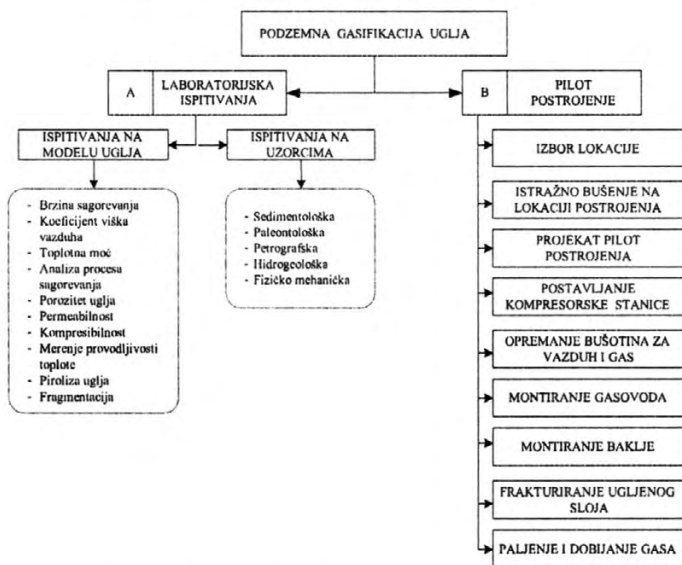 PODZEMNA GASIFIKACIJA UGLJA
A
LABORATORIJSKA
ISPITIVANJA
B
PILOT
POSTROJENJE
ISPITIVANJA NA
MODELU UGLJA
ISPITIVANJA NA
UZORCIMA
- Brzina sagorevanja
- Koeficijent viška
vazduha
- Toplotna moć
- Analiza procesa
sagorevanja
- Porozitet uglja
- Permeabilnost
- Kompresibilnost
- Merenje provodljivosti
toplote
- Piroliza uglja
- Fragmentacija
- Sedimentološka
- Paleontološka
- Petrografska
- Hidrogeološka
- Fizičko mehanička
IZBOR LOKACIJE
ISTRAŽNO BUŠENJE NA
LOKACIJI POSTROJENJA
PROJEKAT PILOT
POSTROJENJA
POSTAVLJANJE
KOMPRESORSKE STANICE
OPREMANJE BUŠOTINA ZA
VAZDUH I GAS
MONTIRANJE GASOVODA
MONTIRANJE BAKLJE
FRAKTURIRANJE UGLJENOG
SLOJA
PALJENJE I DOBIJANJE GASA